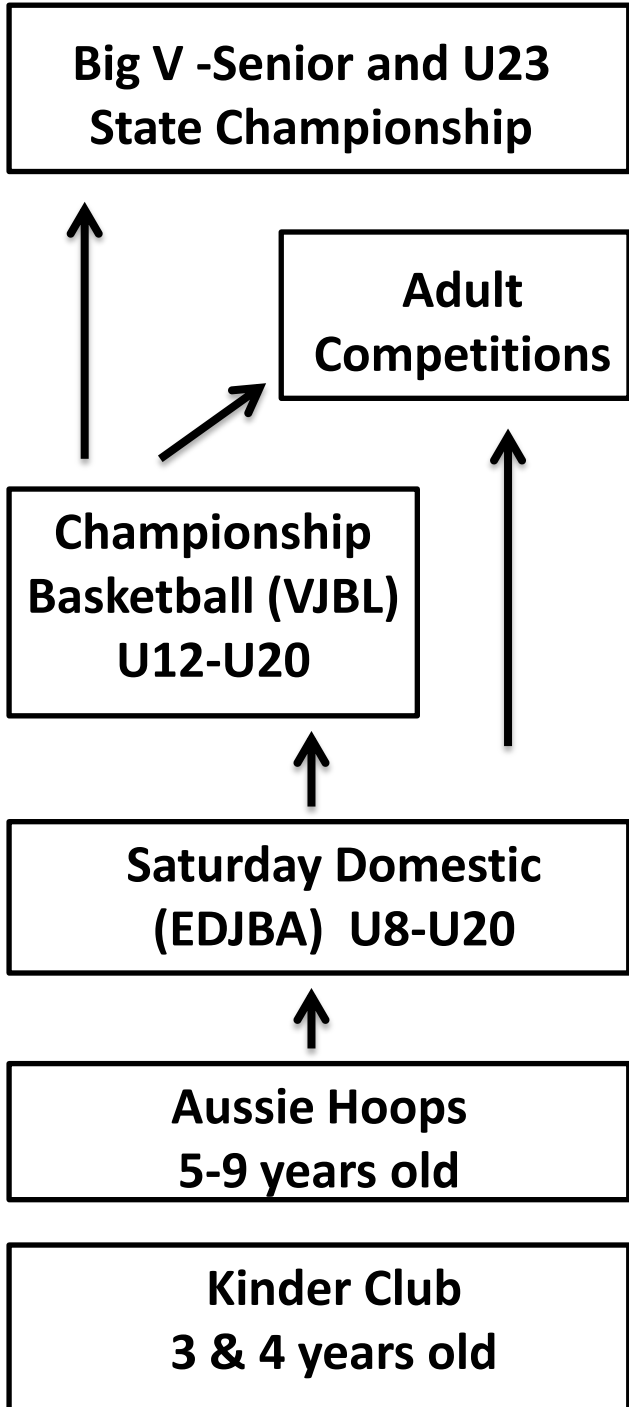 Big V -Senior and U23
State Championship
Adult
Competitions
Championship
Basketball (VJBL)
U12-U20
Saturday Domestic
(EDJBA)  U8-U20
Aussie Hoops
5-9 years old
Kinder Club
3 & 4 years old